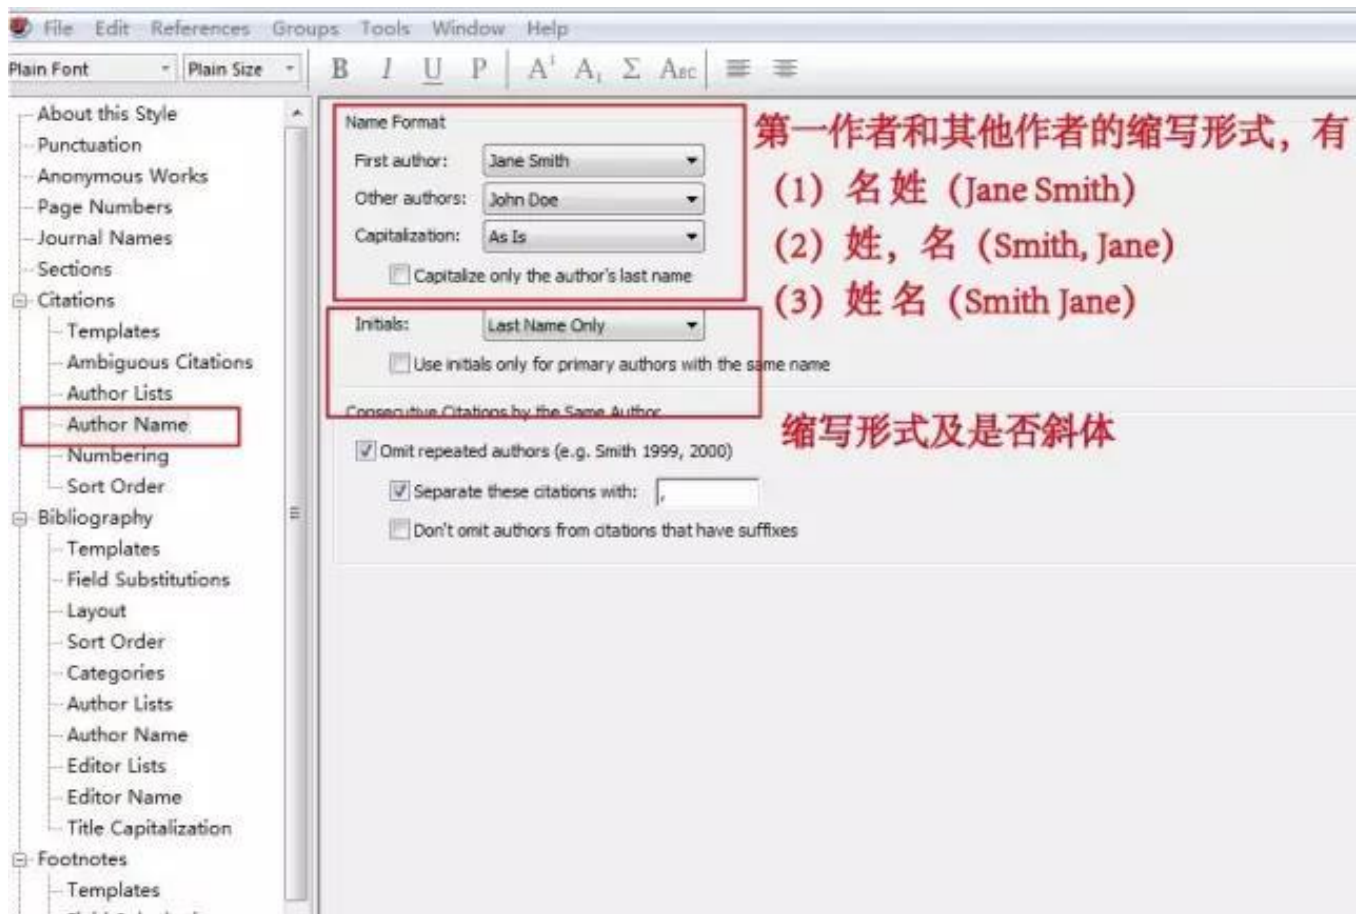 File Edit References Groups Tools Window Help
Plain Font Plain Size B I U P A¹ A₁ Σ ABC
About this Style
Punctuation
Anonymous Works
Page Numbers
Journal Names
Sections
Citations
Templates
Ambiguous Citations
Author Lists
Author Name
Numbering
Sort Order
Bibliography
Templates
Field Substitutions
Layout
Sort Order
Categories
Author Lists
Author Name
Editor Lists
Editor Name
Title Capitalization
Footnotes
Templates
Name Format
First author: Jane Smith
Other authors: John Doe
Capitalization: As Is
Capitalize only the author's last name
Initials: Last Name Only
Use initials only for primary authors with the same name
Consecutive Citations by the Same Author
Omit repeated authors (e.g. Smith 1999, 2000)
Separate these citations with: ,
Don't omit authors from citations that have suffixes
第一作者和其他作者的缩写形式，有
（1）名 姓（Jane Smith）
（2）姓，名（Smith, Jane）
（3）姓 名（Smith Jane）
缩写形式及是否斜体